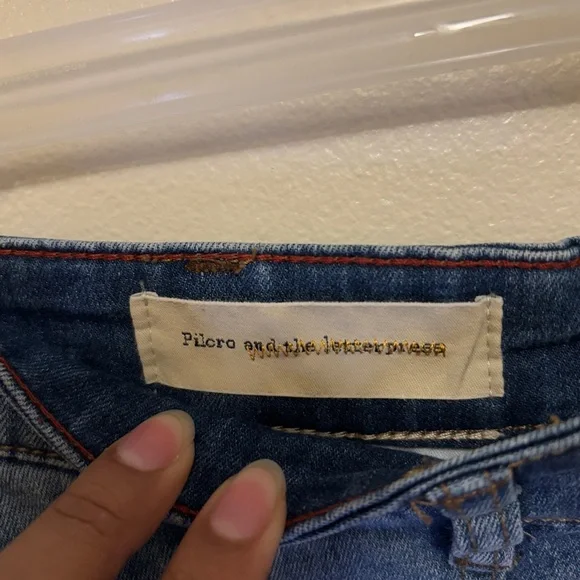 Pilcro and the letterpress